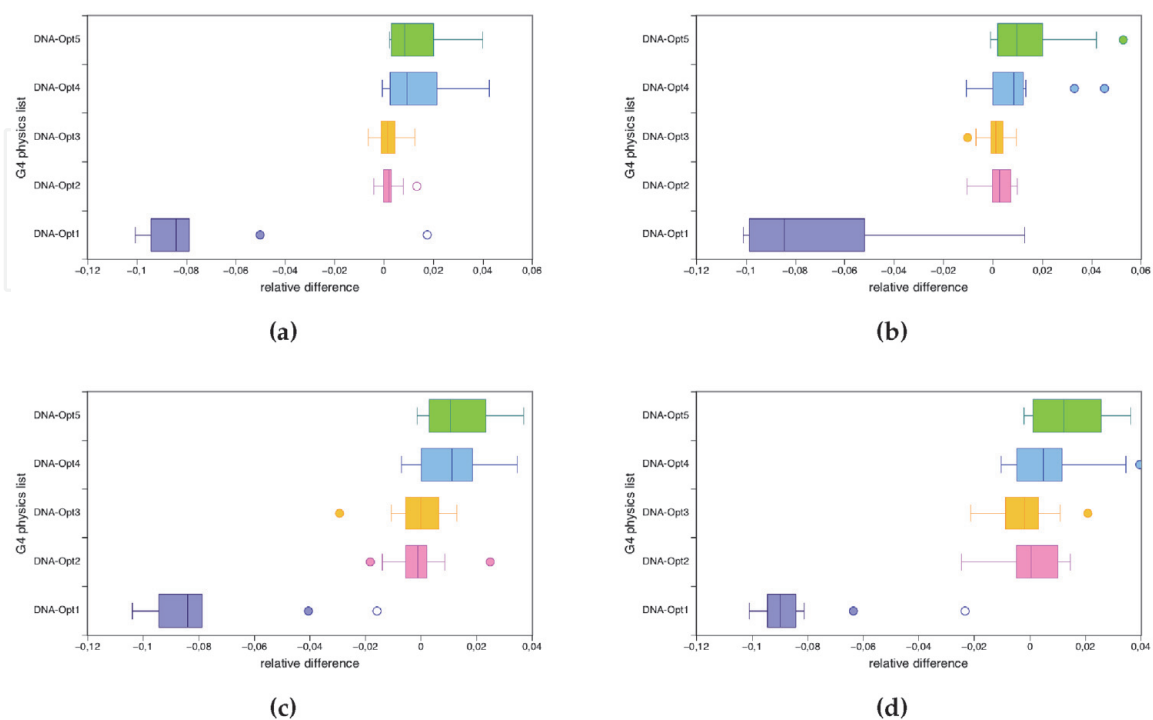 DNA-Opt5
DNA-Opt4
DNA-Opt3
DNA-Opt2
DNA-Opt1
G4 physics list
−0,12 −0,1 −0,08 −0,06 −0,04 −0,02 0 0,02 0,04 0,06
relative difference
(a)
DNA-Opt5
DNA-Opt4
DNA-Opt3
DNA-Opt2
DNA-Opt1
G4 physics list
−0,12 −0,1 −0,08 −0,06 −0,04 −0,02 0 0,02 0,04 0,06
relative difference
(b)
DNA-Opt5
DNA-Opt4
DNA-Opt3
DNA-Opt2
DNA-Opt1
G4 physics list
−0,12 −0,1 −0,08 −0,06 −0,04 −0,02 0 0,02 0,04
relative difference
(c)
DNA-Opt5
DNA-Opt4
DNA-Opt3
DNA-Opt2
DNA-Opt1
G4 physics list
−0,12 −0,1 −0,08 −0,06 −0,04 −0,02 0 0,02 0,04
relative difference
(d)